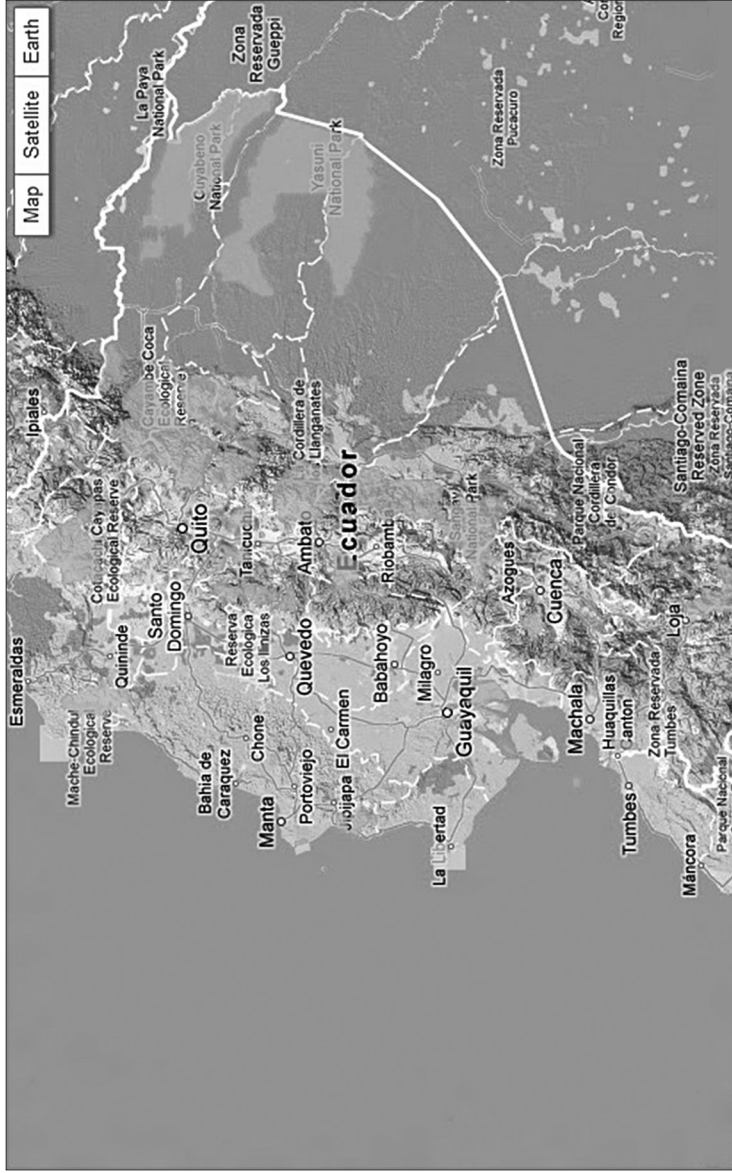 Map
Satellite
Earth
La Paya
National Park
Zona
Reservada
Gueppi
Cuyabeno
National Park
Yasuni
National Park
Zona Reservada
Pucacuro
Ipiales
Cayambe Coca
Ecological
Reserve
Cordillera de
Llanganates
Ecuador
Esmeraldas
Cayapas
Ecological Reserve
Quininde
Santo
Domingo
Quito
Mache-Chindul
Ecological
Reserve
Reserva
Ecologica
Los Ilinizas
Ambato
Quevedo
Riobamba
Bahia de
Caraquez
Chone
Manta
Portoviejo
Jipijapa
El Carmen
Babahoyo
Milagro
Guayaquil
La Libertad
National Park
Azogues
Cuenca
Parque Nacional
Cordillera
del Condor
Santiago-Comaina
Reserved Zone
Zona Reservada
Machala
Huaquillas
Canton
Zona Reservada
Tumbes
Loja
Tumbes
Máncora
Parque Nacional